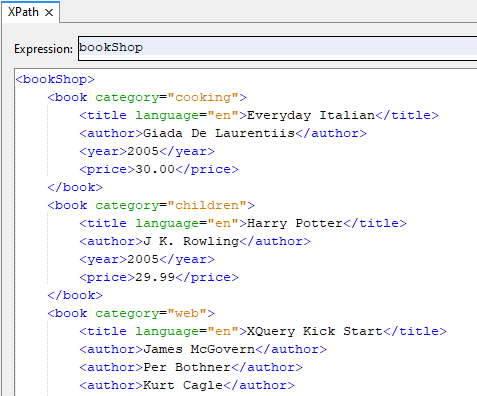 XPath ×
Expression: bookShop
<bookShop>
    <book category="cooking">
        <title language="en">Everyday Italian</title>
        <author>Giada De Laurentiis</author>
        <year>2005</year>
        <price>30.00</price>
    </book>
    <book category="children">
        <title language="en">Harry Potter</title>
        <author>J K. Rowling</author>
        <year>2005</year>
        <price>29.99</price>
    </book>
    <book category="web">
        <title language="en">XQuery Kick Start</title>
        <author>James McGovern</author>
        <author>Per Bothner</author>
        <author>Kurt Cagle</author>